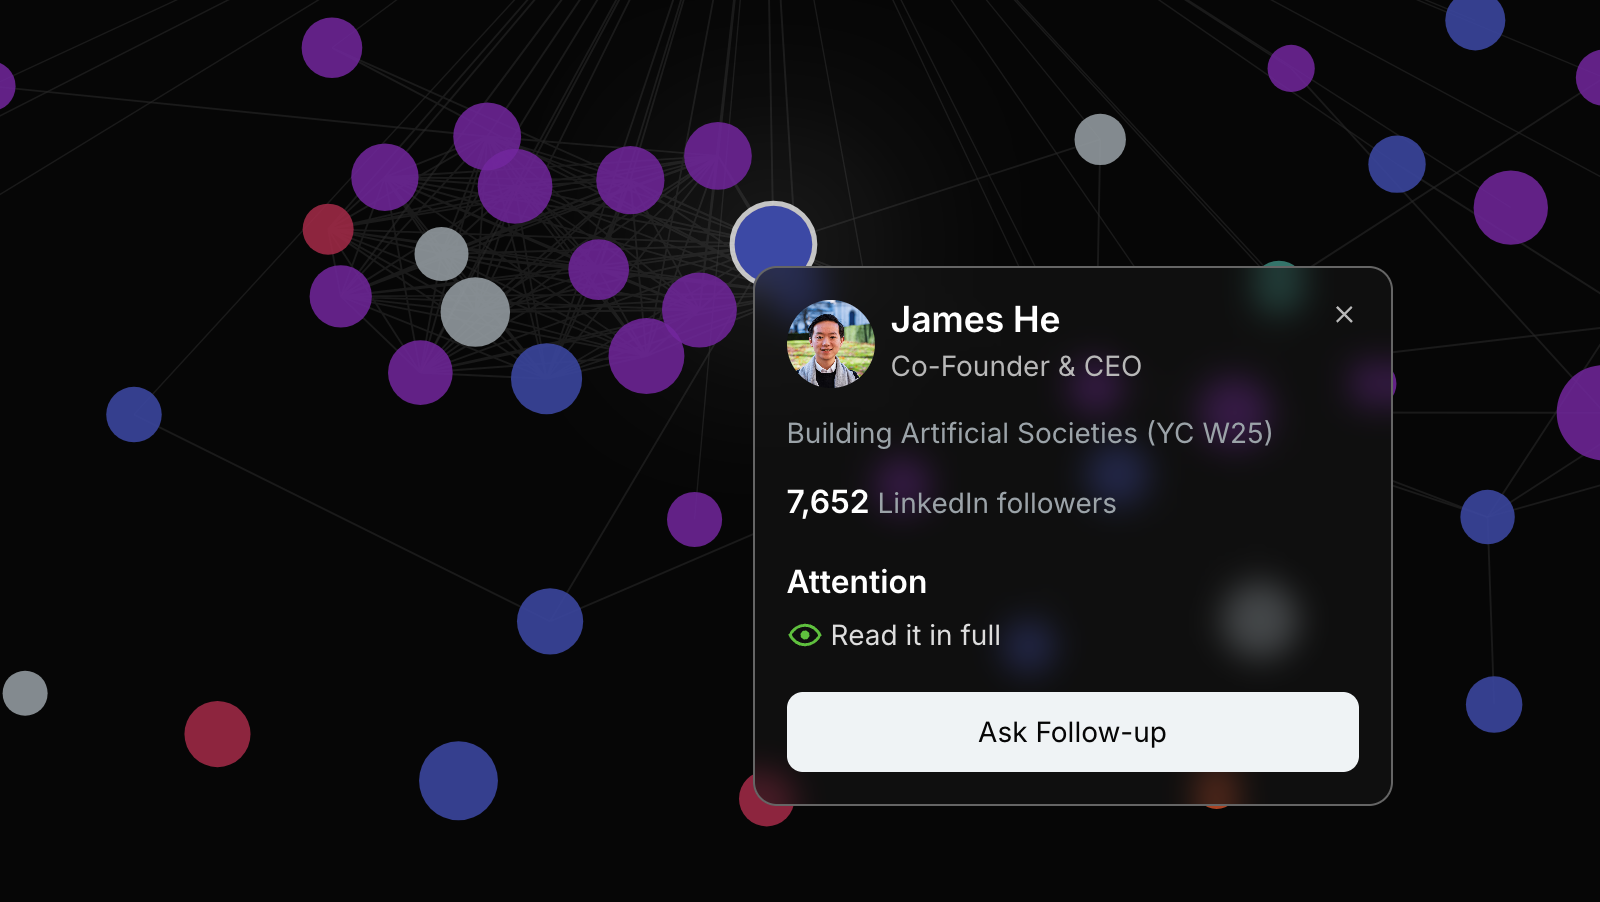 James He
Co-Founder & CEO
Building Artificial Societies (YC W25)
7,652 LinkedIn followers
Attention
Read it in full
Ask Follow-up